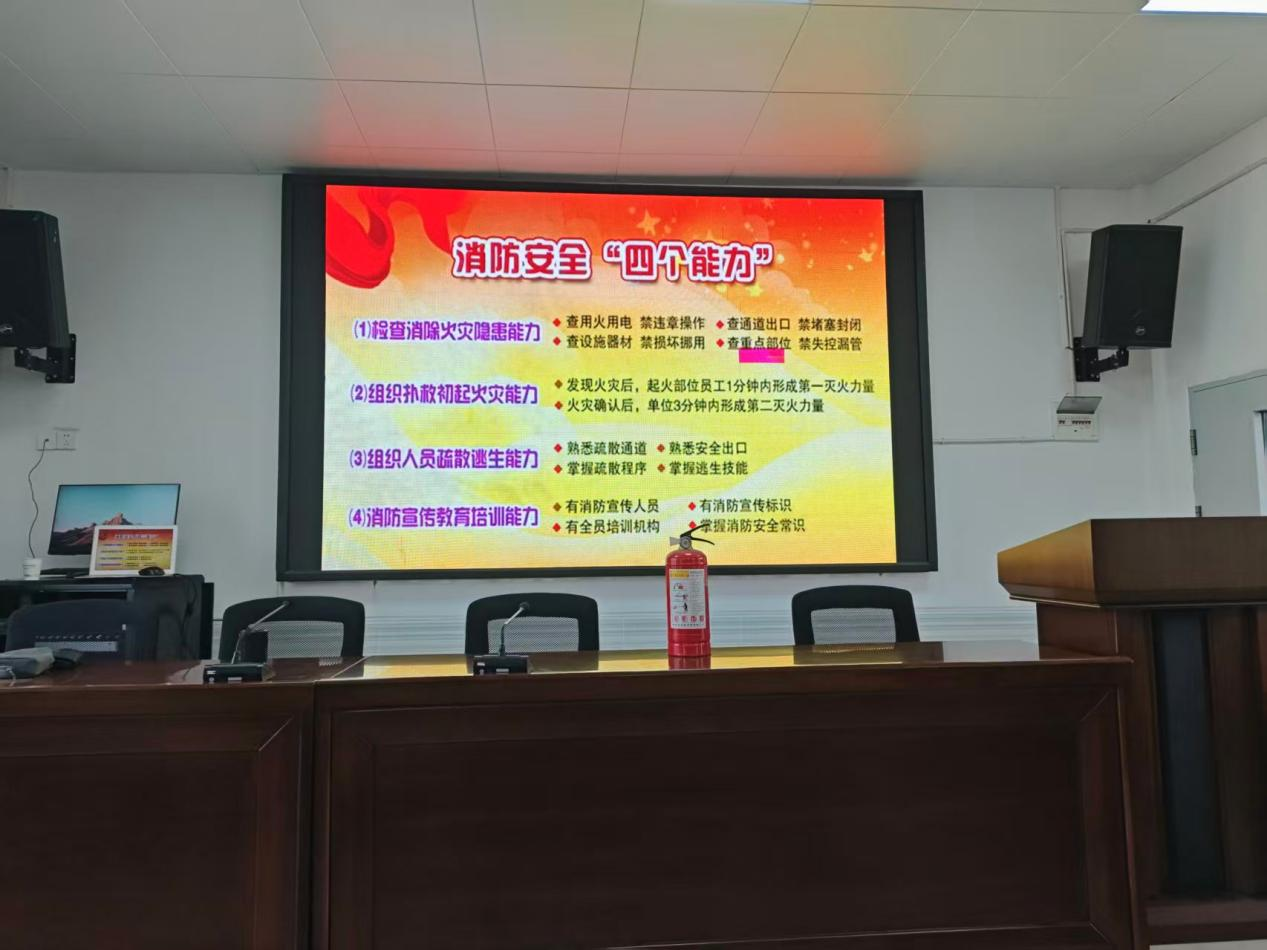 消防安全“四个能力”
(1)检查消除火灾隐患能力
◆查用火用电 禁违章操作 ◆查通道出口 禁堵塞封闭
◆查设施器材 禁损坏挪用 ◆查重点部位 禁失控漏管
(2)组织扑救初起火灾能力
◆发现火灾后，起火部位员工1分钟内形成第一灭火力量
◆火灾确认后，单位3分钟内形成第二灭火力量
(3)组织人员疏散逃生能力
◆熟悉疏散通道 ◆熟悉安全出口
◆掌握疏散程序 ◆掌握逃生技能
(4)消防宣传教育培训能力
◆有消防宣传人员 ◆有消防宣传标识
◆有全员培训机构 ◆掌握消防安全常识